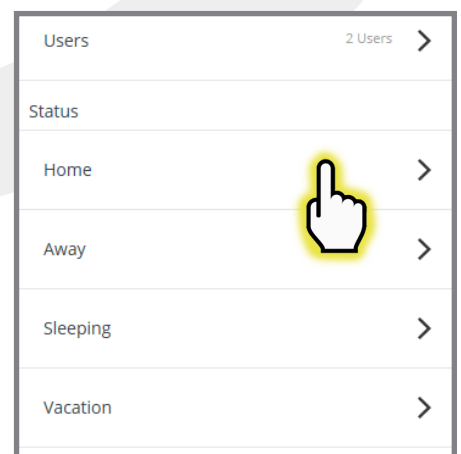 Users 2 Users
Status
Home
Away
Sleeping
Vacation